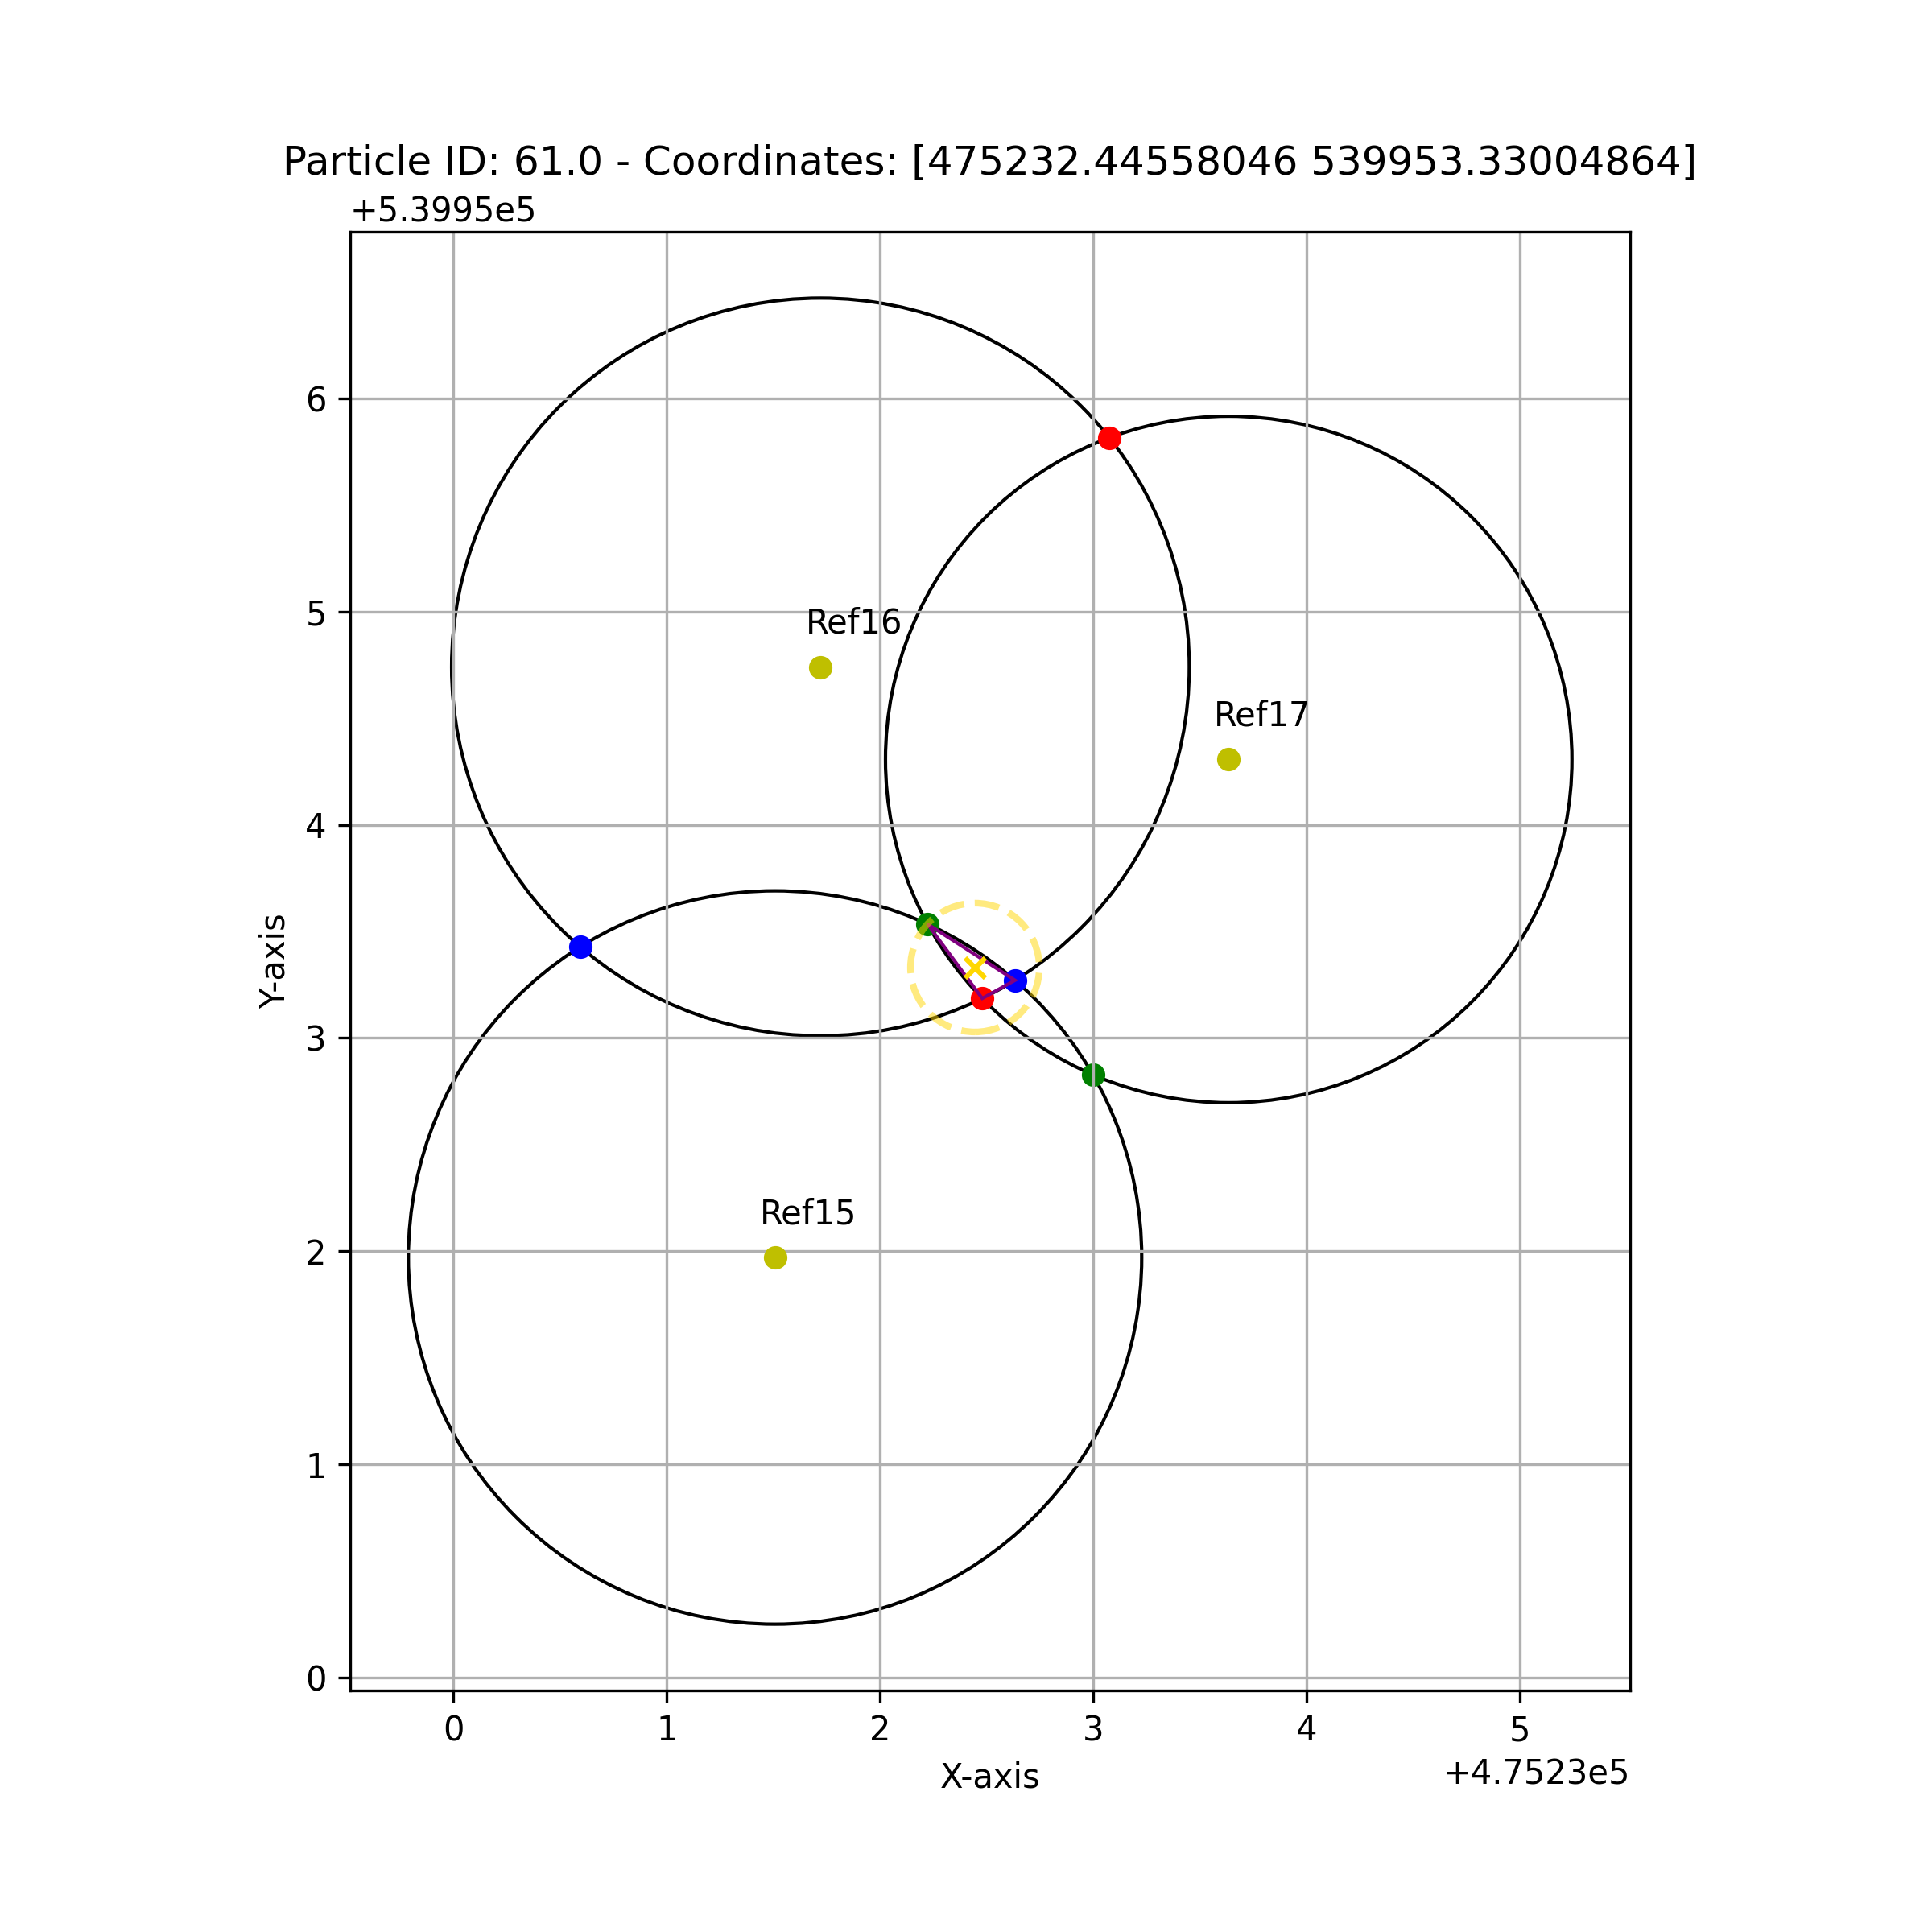 Particle ID: 61.0 - Coordinates: [475232.44558046 539953.33004864]
+5.3995e5
6
5
4
3
2
1
0
Y-axis
Ref16
Ref17
Ref15
0 1 2 3 4 5
X-axis
+4.7523e5